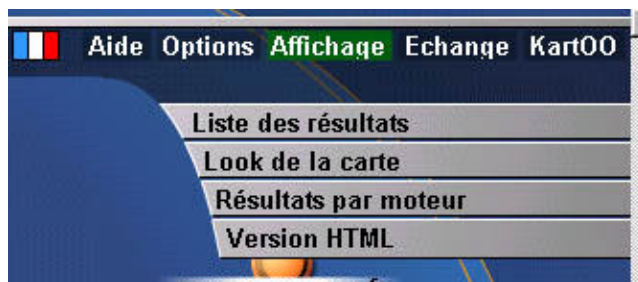 Aide Options Affichage Echange KartOO
Liste des résultats
Look de la carte
Résultats par moteur
Version HTML